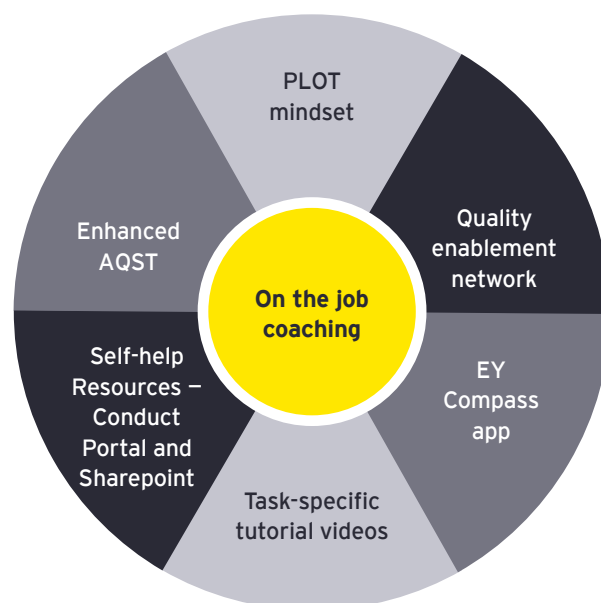 PLOT
mindset
Quality
enablement
network
EY
Compass
app
Task-specific
tutorial videos
Self-help
Resources –
Conduct
Portal and
Sharepoint
Enhanced
AQST
On the job
coaching